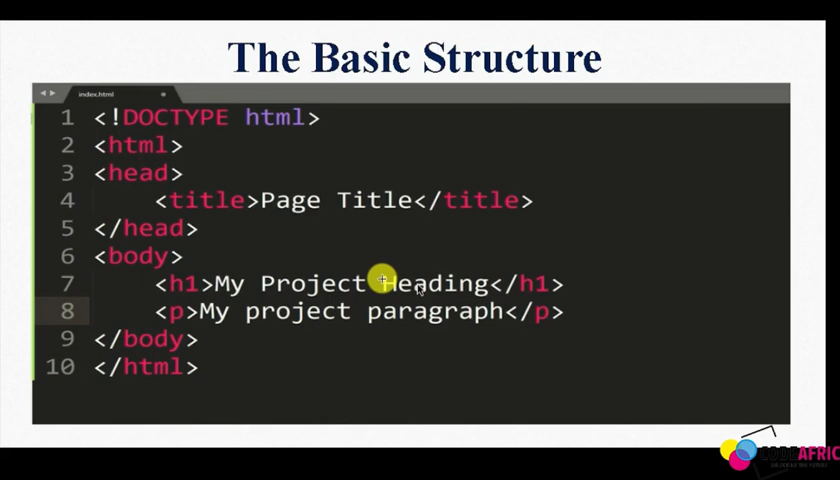 The Basic Structure
index.html
1 <!DOCTYPE html>
2 <html>
3 <head>
4 <title>Page Title</title>
5 </head>
6 <body>
7 <h1>My Project Heading</h1>
8 <p>My project paragraph</p>
9 </body>
10 </html>
CODEAFRIC